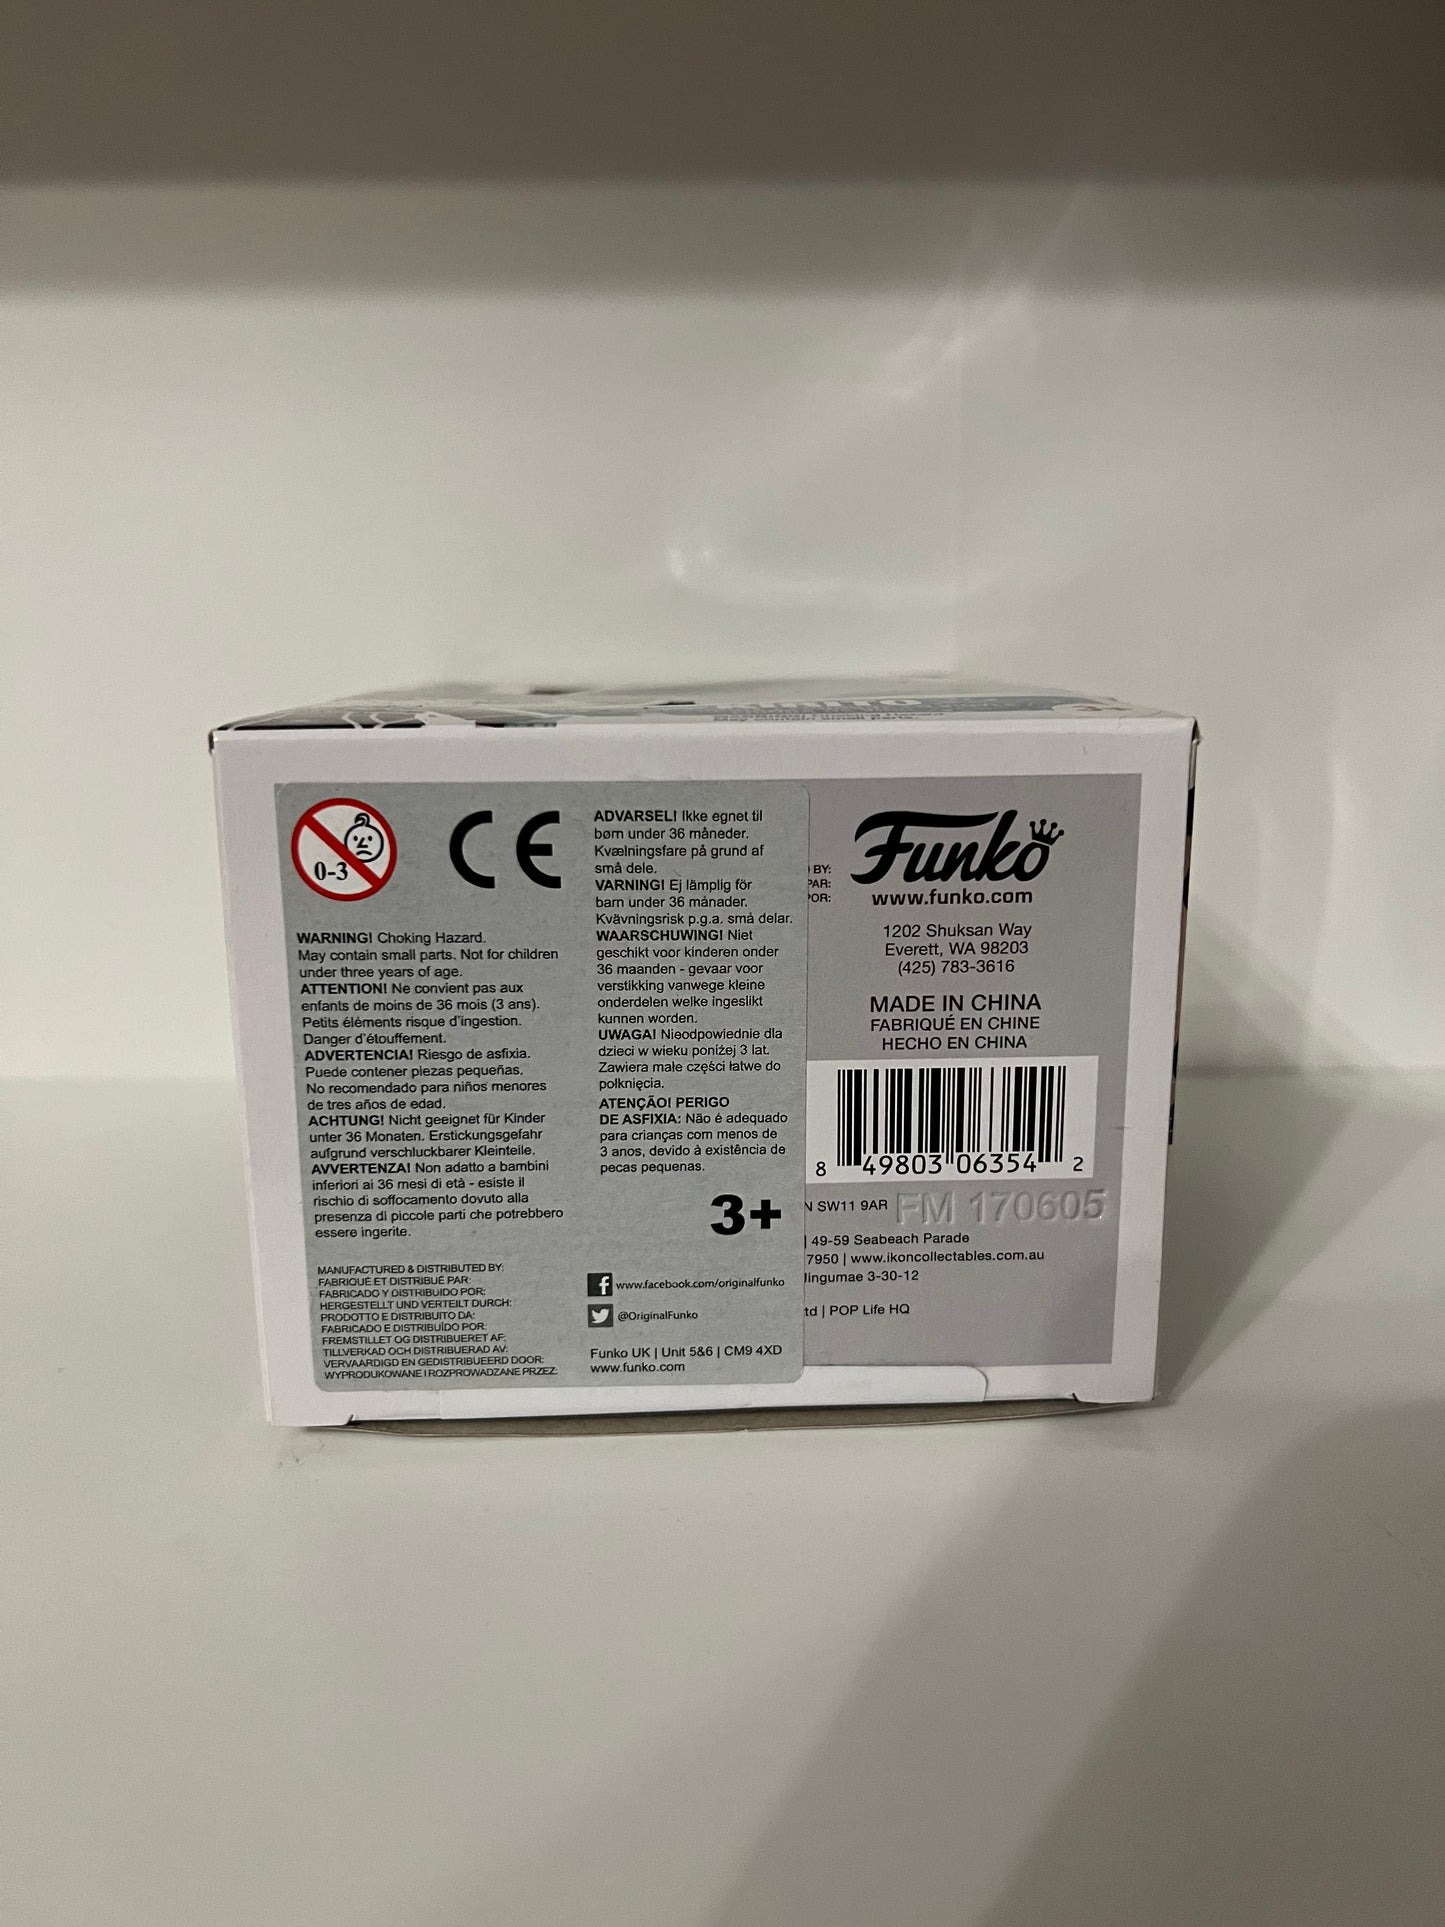 0-3
CE
WARNING! Choking Hazard.
May contain small parts. Not for children
under three years of age.
ATTENTION! Ne convient pas aux
enfants de moins de 36 mois (3 ans).
Petits éléments risque d'ingestion.
Danger d'étouffement.
ADVERTENCIA! Riesgo de asfixia.
Puede contener piezas pequeñas.
No recomendado para niños menores
de tres años de edad.
ACHTUNG! Nicht geeignet für Kinder
unter 36 Monaten. Erstickungsgefahr
aufgrund verschluckbarer Kleinteile.
AVVERTENZA! Non adatto a bambini
inferiori ai 36 mesi di età - esiste il
rischio di soffocamento dovuto alla
presenza di piccole parti che potrebbero
essere ingerite.
MANUFACTURED & DISTRIBUTED BY:
FABRIQUÉ ET DISTRIBUÉ PAR:
FABRICADO Y DISTRIBUIDO POR:
HERGESTELLT UND VERTEILT DURCH:
PRODOTTO E DISTRIBUITO DA:
FABRICADO E DISTRIBUÍDO POR:
FREMSTILLET OG DISTRIBUERET AF:
TILLVERKAD OCH DISTRIBUERAD AV:
VERVAARDIGD EN GEDISTRIBUEERD DOOR:
WYPRODUKOWANE I ROZPROWADZANE PRZEZ:
ADVARSEL! Ikke egnet til
børn under 36 måneder.
Kvælningsfare på grund af
små dele.
VARNING! Ej lämplig för
barn under 36 månader.
Kvävningsrisk p.g.a. små delar.
WAARSCHUWING! Niet
geschikt voor kinderen onder
36 maanden - gevaar voor
verstikking vanwege kleine
onderdelen welke ingeslikt
kunnen worden.
UWAGA! Nieodpowiednie dla
dzieci w wieku poniżej 3 lat.
Zawiera małe części łatwe do
połknięcia.
ATENÇÃO! PERIGO
DE ASFIXIA: Não é adequado
para crianças com menos de
3 anos, devido à existência de
pecas pequenas.
3+
www.facebook.com/originalfunko
@OriginalFunko
Funko UK | Unit 5&6 | CM9 4XD
www.funko.com
BY:
PAR:
POR:
Funko
www.funko.com
1202 Shuksan Way
Everett, WA 98203
(425) 783-3616
MADE IN CHINA
FABRIQUÉ EN CHINE
HECHO EN CHINA
8 49803 06354 2
N SW11 9AR FM 170605
| 49-59 Seabeach Parade
7950 | www.ikoncollectables.com.au
Jingumae 3-30-12
td | POP Life HQ